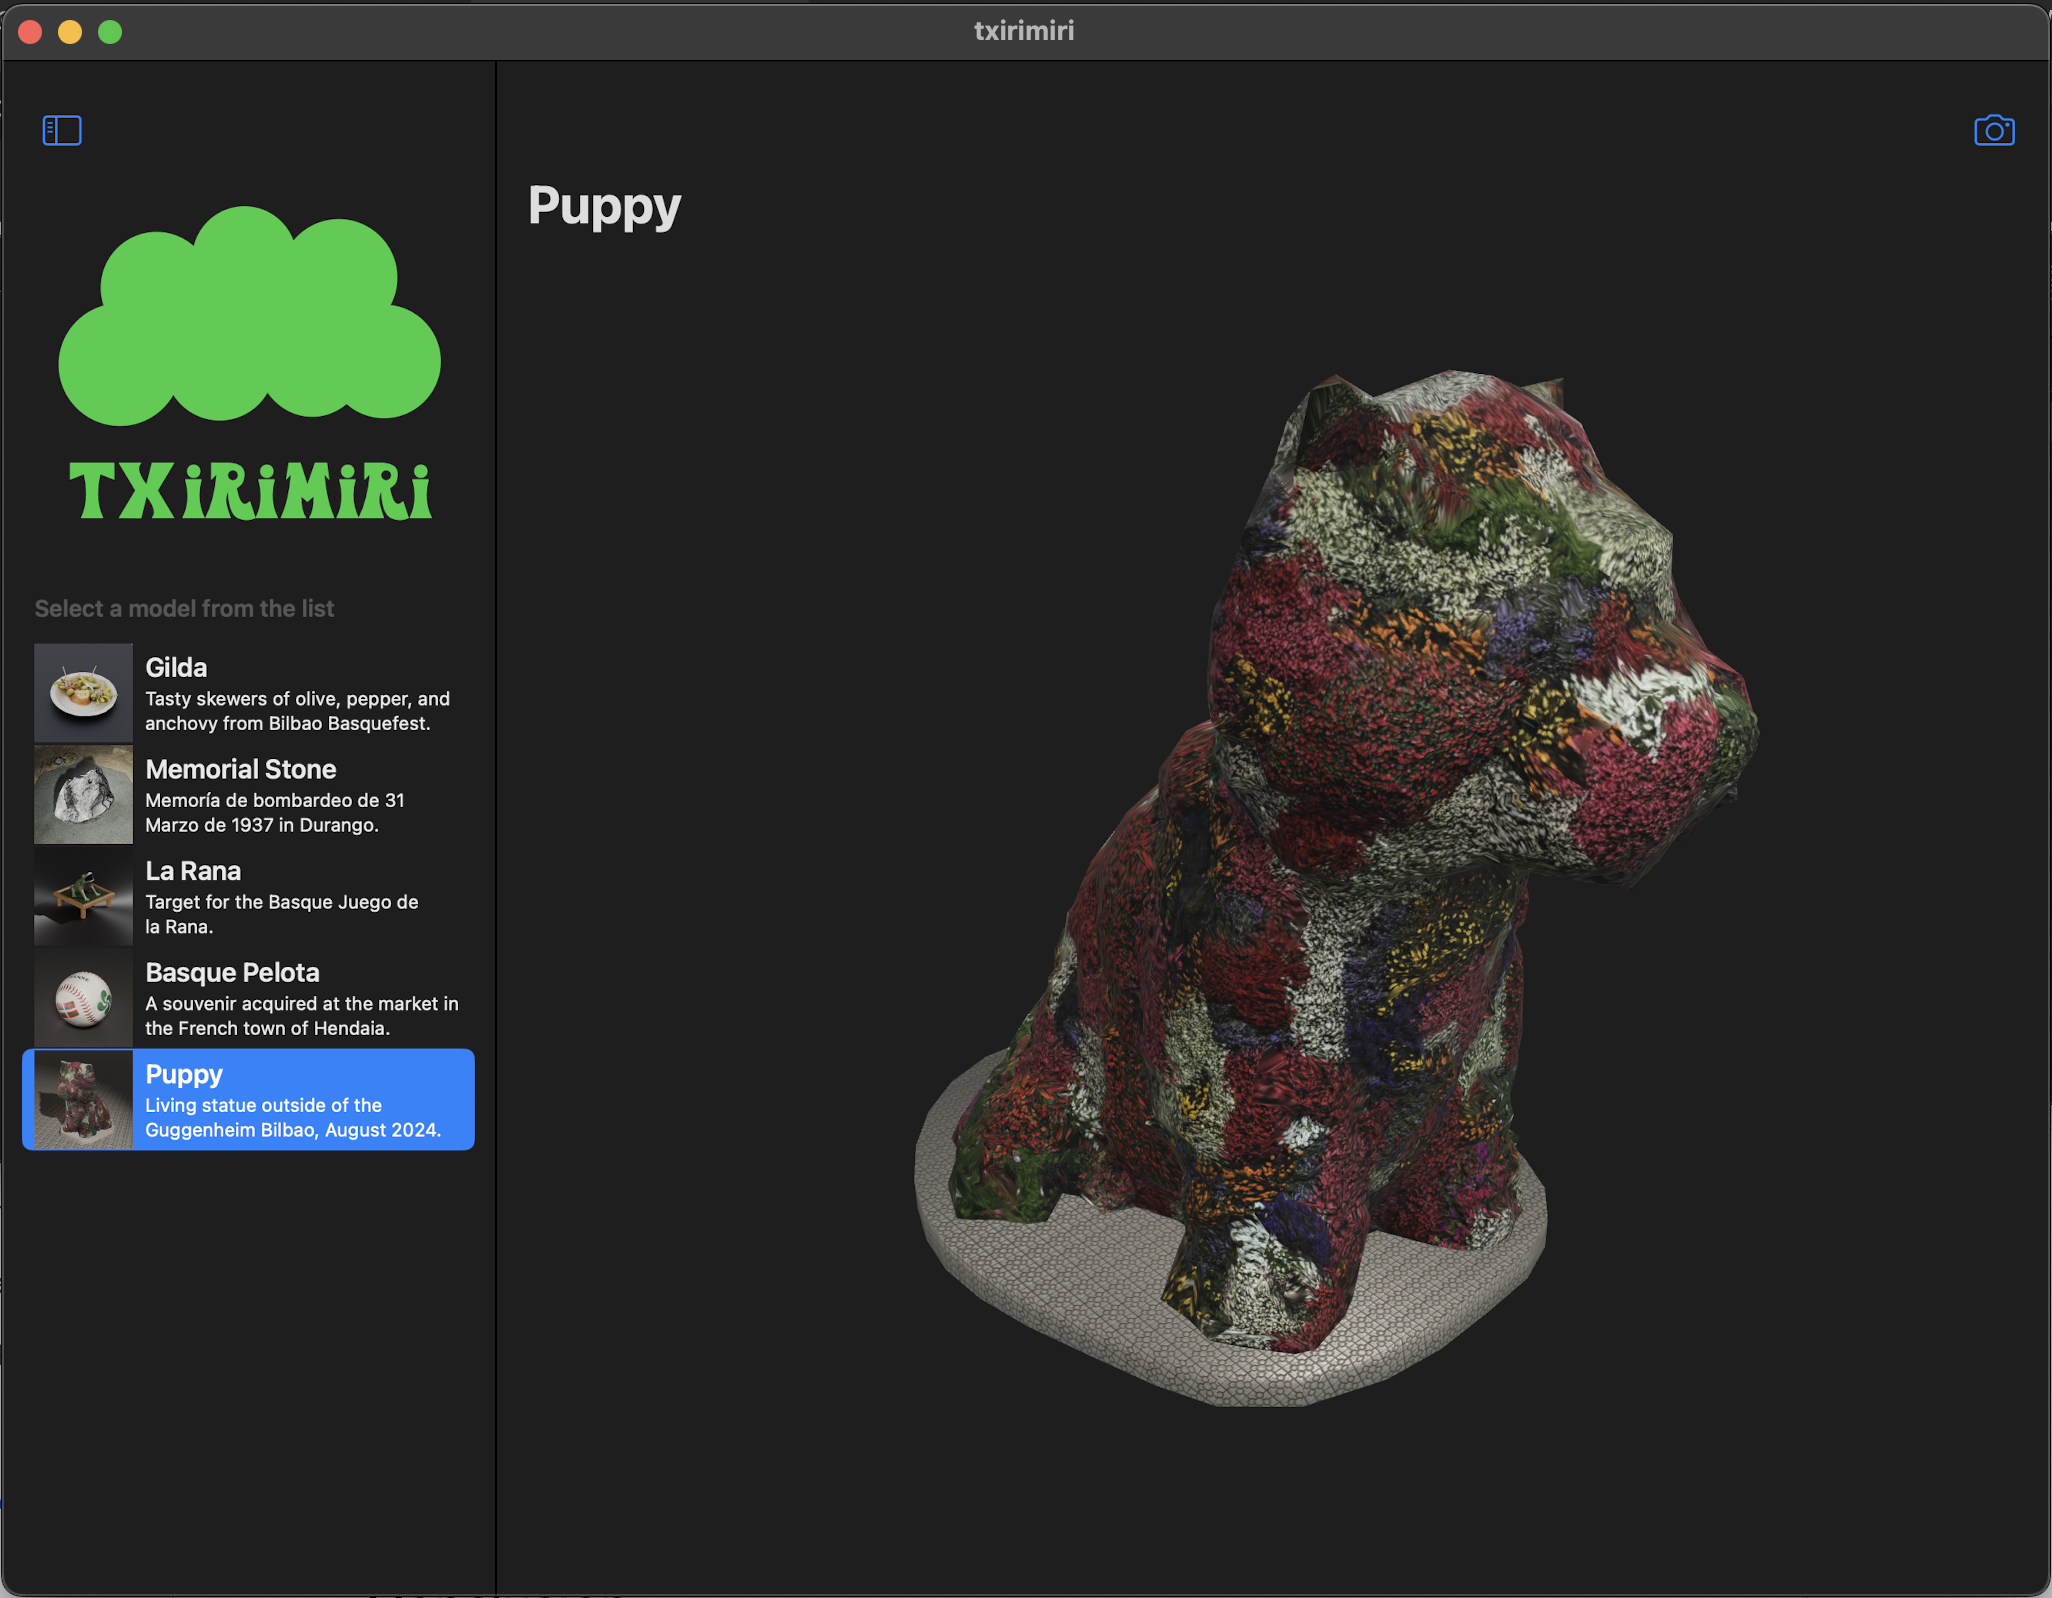 txirimiri
TXiRiMiRi
Select a model from the list
Gilda
Tasty skewers of olive, pepper, and
anchovy from Bilbao Basquefest.
Memorial Stone
Memoría de bombardeo de 31
Marzo de 1937 in Durango.
La Rana
Target for the Basque Juego de
la Rana.
Basque Pelota
A souvenir acquired at the market in
the French town of Hendaia.
Puppy
Living statue outside of the
Guggenheim Bilbao, August 2024.
Puppy